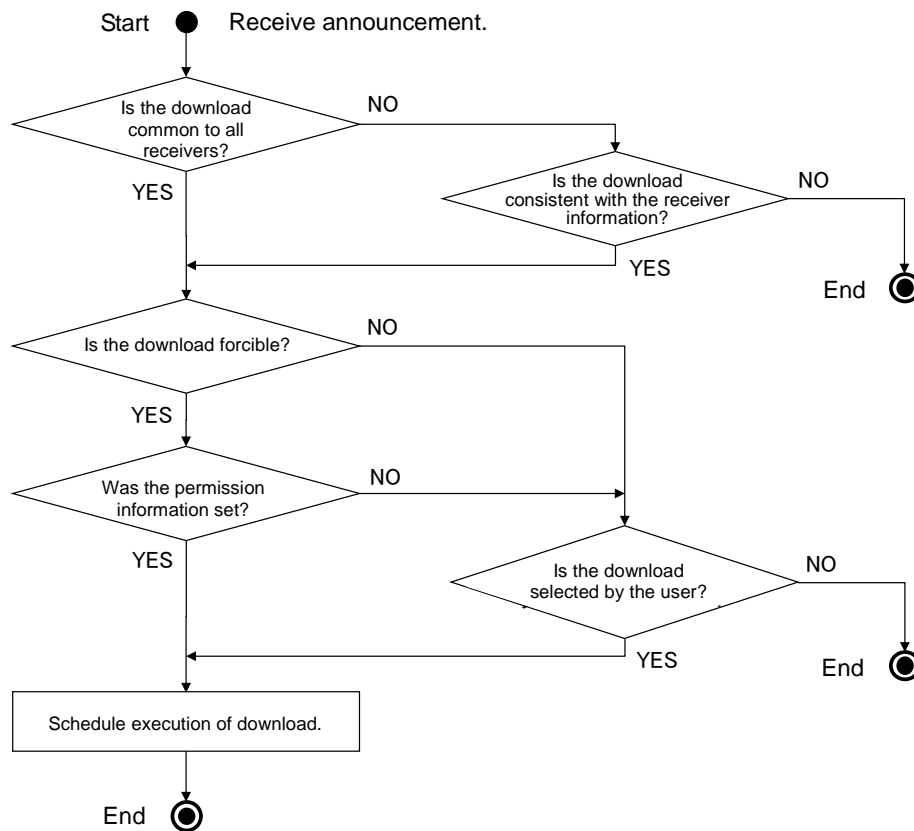 Start
Receive announcement.
Is the download
common to all
receivers?
NO
YES
Is the download
consistent with the receiver
information?
NO
YES
End
Is the download forcible?
NO
YES
Was the permission
information set?
NO
YES
Is the download
selected by the user?
NO
YES
End
Schedule execution of download.
End